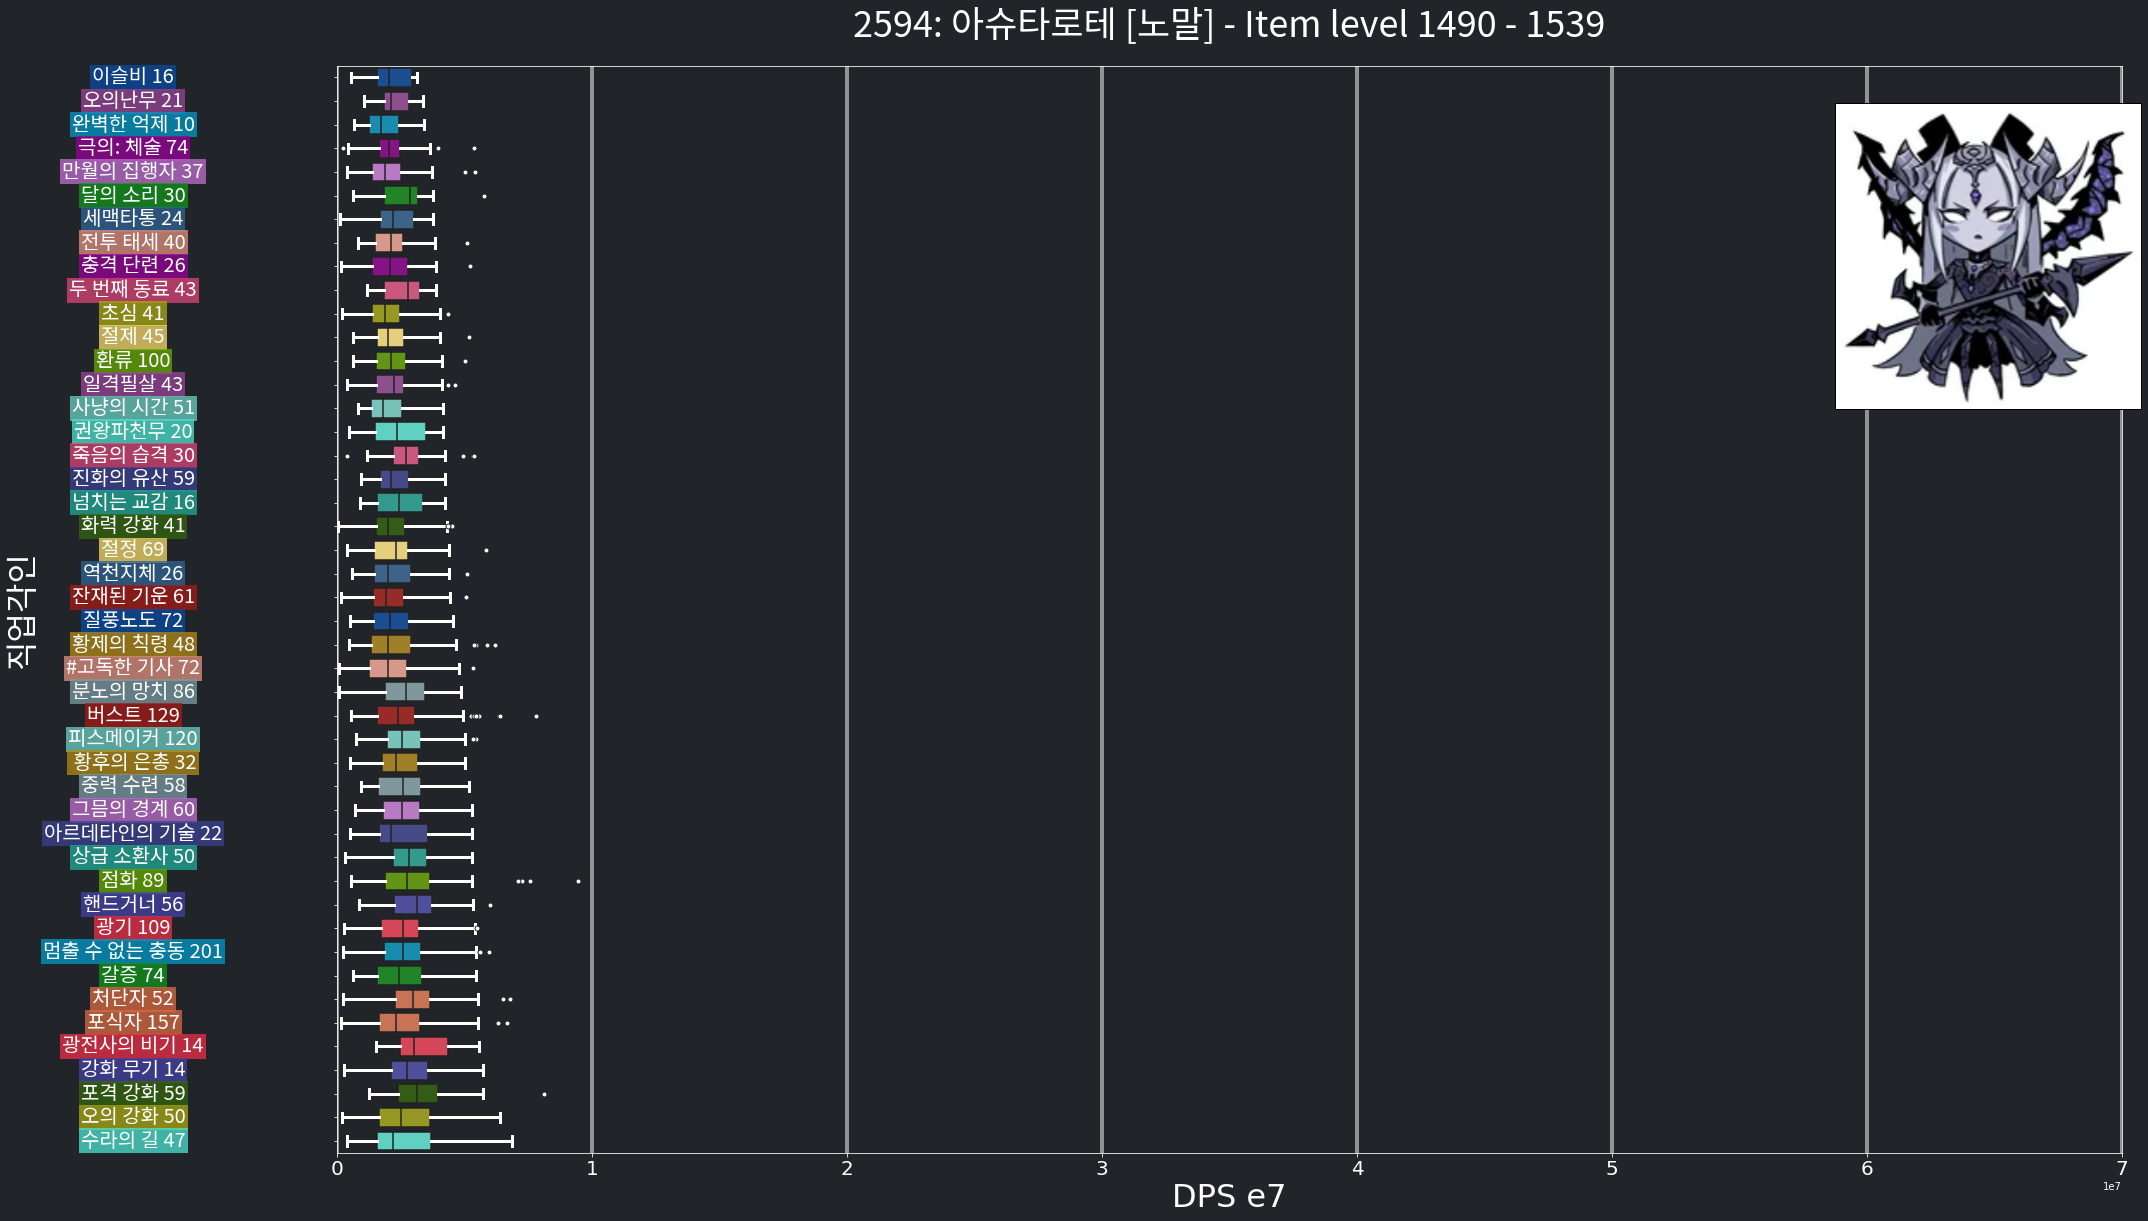 2594: 아슈타로테 [노말] - Item level 1490 - 1539
직업각인
이슬비 16
오의난무 21
완벽한 억제 10
극의: 체술 74
만월의 집행자 37
달의 소리 30
세맥타통 24
전투 태세 40
충격 단련 26
두 번째 동료 43
초심 41
절제 45
환류 100
일격필살 43
사냥의 시간 51
권왕파천무 20
죽음의 습격 30
진화의 유산 59
넘치는 교감 16
화력 강화 41
절정 69
역천지체 26
잔재된 기운 61
질풍노도 72
황제의 칙령 48
#고독한 기사 72
분노의 망치 86
버스트 129
피스메이커 120
황후의 은총 32
중력 수련 58
그믐의 경계 60
아르데타인의 기술 22
상급 소환사 50
점화 89
핸드거너 56
광기 109
멈출 수 없는 충동 201
갈증 74
처단자 52
포식자 157
광전사의 비기 14
강화 무기 14
포격 강화 59
오의 강화 50
수라의 길 47
0 1 2 3 4 5 6 7
1e7
DPS e7